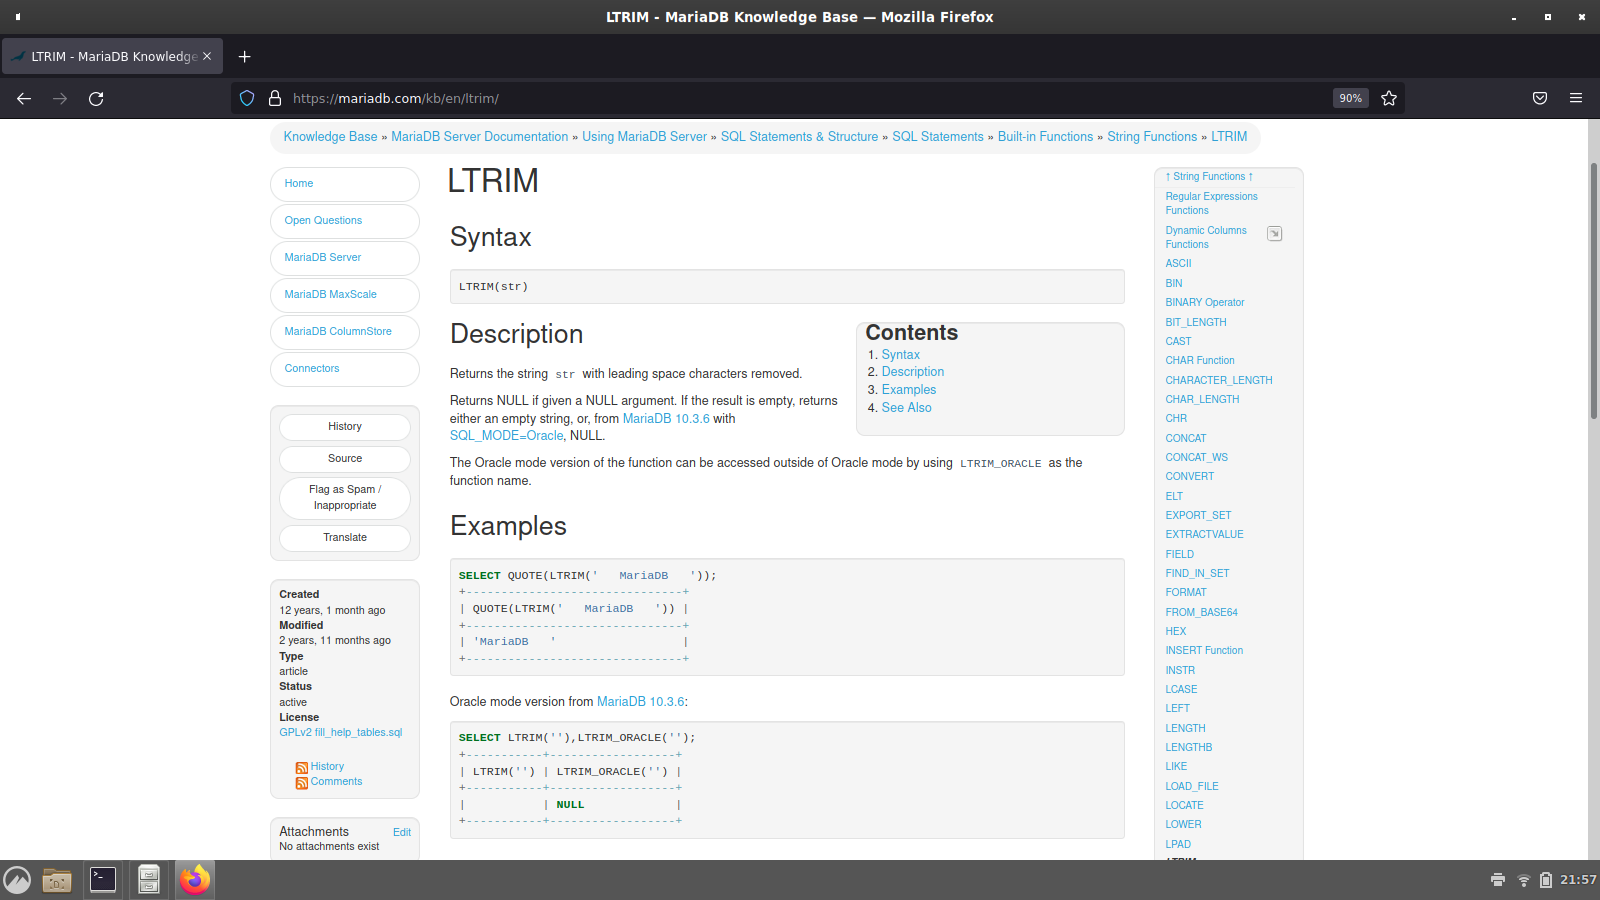 LTRIM - MariaDB Knowledge Base — Mozilla Firefox
LTRIM - MariaDB Knowledge
https://mariadb.com/kb/en/ltrim/
90%
Knowledge Base » MariaDB Server Documentation » Using MariaDB Server » SQL Statements & Structure » SQL Statements » Built-in Functions » String Functions » LTRIM
Home
Open Questions
MariaDB Server
MariaDB MaxScale
MariaDB ColumnStore
Connectors
History
Source
Flag as Spam /
Inappropriate
Translate
Created
12 years, 1 month ago
Modified
2 years, 11 months ago
Type
article
Status
active
License
GPLv2 fill_help_tables.sql
History
Comments
Attachments Edit
No attachments exist
LTRIM
Syntax
LTRIM(str)
Description
Returns the string str with leading space characters removed.
Returns NULL if given a NULL argument. If the result is empty, returns
either an empty string, or, from MariaDB 10.3.6 with
SQL_MODE=Oracle, NULL.
Contents
1. Syntax
2. Description
3. Examples
4. See Also
The Oracle mode version of the function can be accessed outside of Oracle mode by using LTRIM_ORACLE as the
function name.
Examples
SELECT QUOTE(LTRIM('   MariaDB   '));
+-------------------------------+
| QUOTE(LTRIM('   MariaDB   ')) |
+-------------------------------+
| 'MariaDB   '                  |
+-------------------------------+
Oracle mode version from MariaDB 10.3.6:
SELECT LTRIM(''),LTRIM_ORACLE('');
+-----------+------------------+
| LTRIM('') | LTRIM_ORACLE('') |
+-----------+------------------+
|           | NULL             |
+-----------+------------------+
↑ String Functions ↑
Regular Expressions
Functions
Dynamic Columns
Functions
ASCII
BIN
BINARY Operator
BIT_LENGTH
CAST
CHAR Function
CHARACTER_LENGTH
CHAR_LENGTH
CHR
CONCAT
CONCAT_WS
CONVERT
ELT
EXPORT_SET
EXTRACTVALUE
FIELD
FIND_IN_SET
FORMAT
FROM_BASE64
HEX
INSERT Function
INSTR
LCASE
LEFT
LENGTH
LENGTHB
LIKE
LOAD_FILE
LOCATE
LOWER
LPAD
LTRIM
21:57